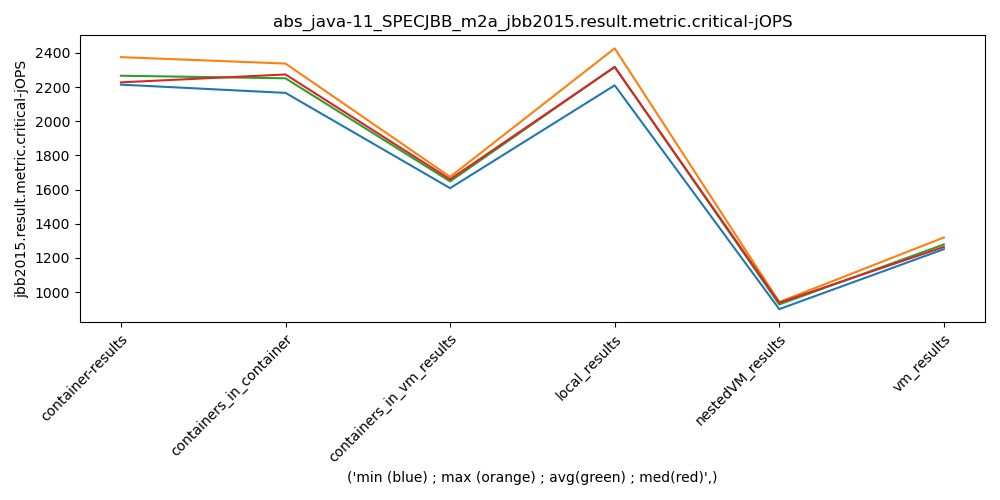 abs_java-11_SPECJBB_m2a_jbb2015.result.metric.critical-jOPS
jbb2015.result.metric.critical-jOPS
2400
2200
2000
1800
1600
1400
1200
1000
container-results
containers_in_container
containers_in_vm_results
local_results
nestedVM_results
vm_results
('min (blue) ; max (orange) ; avg(green) ; med(red)',)